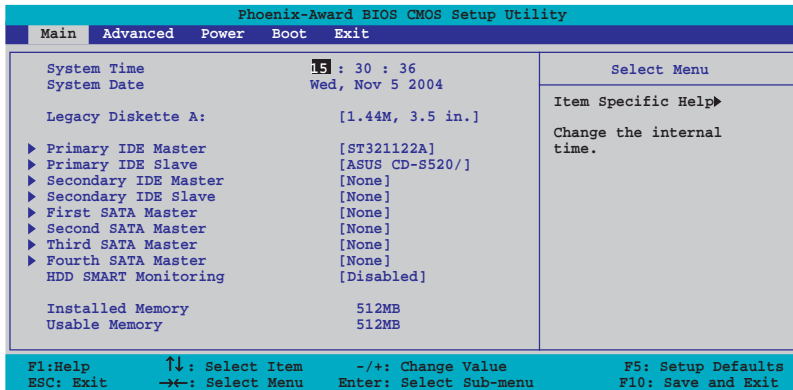 Phoenix-Award BIOS CMOS Setup Utility
Main Advanced Power Boot Exit
System Time 15 : 30 : 36
System Date Wed, Nov 5 2004
Legacy Diskette A: [1.44M, 3.5 in.]
Primary IDE Master [ST321122A]
Primary IDE Slave [ASUS CD-S520/]
Secondary IDE Master [None]
Secondary IDE Slave [None]
First SATA Master [None]
Second SATA Master [None]
Third SATA Master [None]
Fourth SATA Master [None]
HDD SMART Monitoring [Disabled]
Installed Memory 512MB
Usable Memory 512MB
Select Menu
Item Specific Help
Change the internal
time.
F1:Help ↑↓: Select Item -/+: Change Value F5: Setup Defaults
ESC: Exit →←: Select Menu Enter: Select Sub-menu F10: Save and Exit